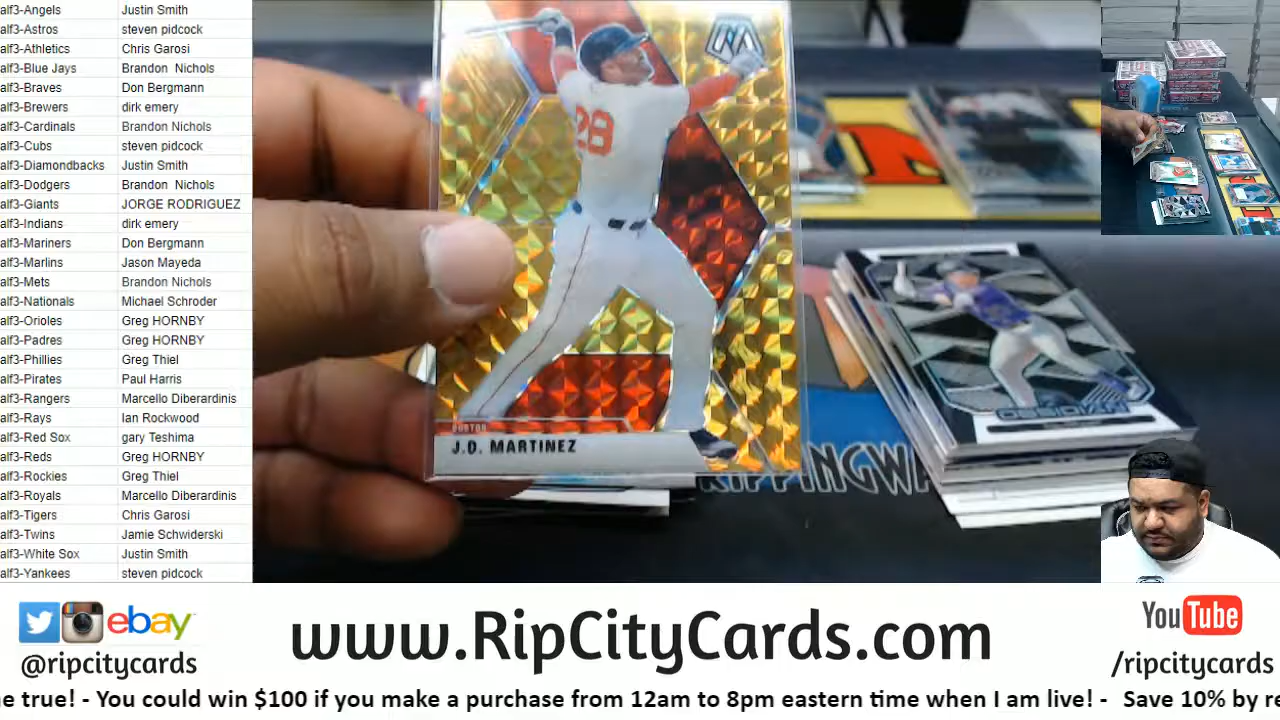 alf3-Angels Justin Smith
alf3-Astros steven pidcock
alf3-Athletics Chris Garosi
alf3-Blue Jays Brandon  Nichols
alf3-Braves Don Bergmann
alf3-Brewers dirk emery
alf3-Cardinals Brandon Nichols
alf3-Cubs steven pidcock
alf3-Diamondbacks Justin Smith
alf3-Dodgers Brandon  Nichols
alf3-Giants JORGE RODRIGUEZ
alf3-Indians dirk emery
alf3-Mariners Don Bergmann
alf3-Marlins Jason Mayeda
alf3-Mets Brandon Nichols
alf3-Nationals Michael Schroder
alf3-Orioles Greg HORNBY
alf3-Padres Greg HORNBY
alf3-Phillies Greg Thiel
alf3-Pirates Paul Harris
alf3-Rangers Marcello Diberardinis
alf3-Rays Ian Rockwood
alf3-Red Sox gary Teshima
alf3-Reds Greg HORNBY
alf3-Rockies Greg Thiel
alf3-Royals Marcello Diberardinis
alf3-Tigers Chris Garosi
alf3-Twins Jamie Schwiderski
alf3-White Sox Justin Smith
alf3-Yankees steven pidcock
28
BOSTON
J.D. MARTINEZ
RIPPINGWA
ebay
@ripcitycards
www.RipCityCards.com
YouTube
/ripcitycards
e true! - You could win $100 if you make a purchase from 12am to 8pm eastern time when I am live! -   Save 10% by re